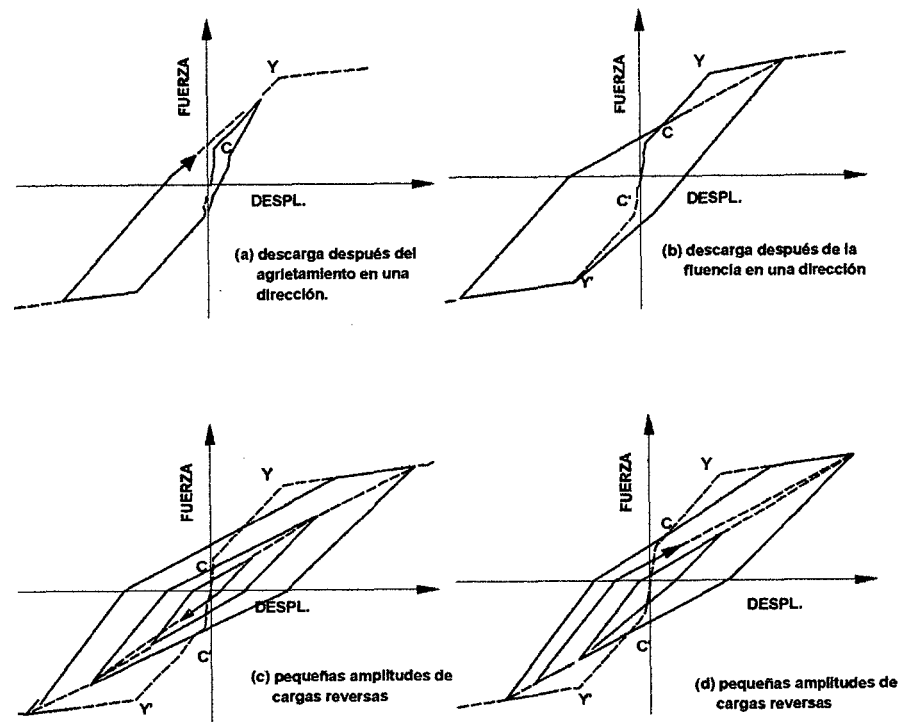 FUERZA
Y
C
DESPL.
(a) descarga después del
agrietamiento en una
dirección.
FUERZA
Y
C
C'
DESPL.
Y'
(b) descarga después de la
fluencia en una dirección
FUERZA
Y
C
DESPL.
C'
Y'
(c) pequeñas amplitudes de
cargas reversas
FUERZA
Y
C
DESPL.
C'
Y'
(d) pequeñas amplitudes de
cargas reversas